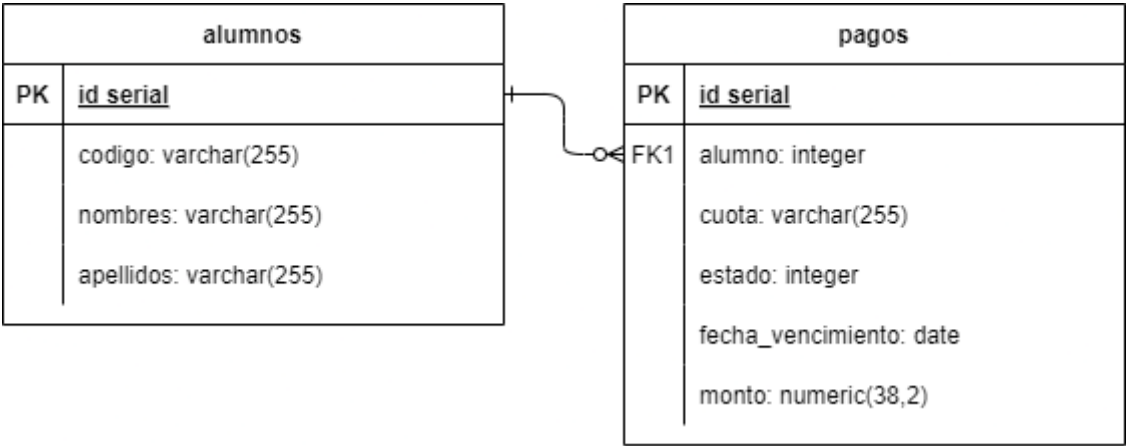 alumnos
PK id serial
codigo: varchar(255)
nombres: varchar(255)
apellidos: varchar(255)
pagos
PK id serial
FK1 alumno: integer
cuota: varchar(255)
estado: integer
fecha_vencimiento: date
monto: numeric(38,2)